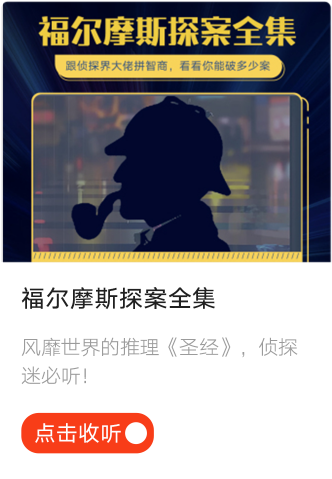 福尔摩斯探案全集
跟侦探界大佬拼智商，看看你能破多少案
福尔摩斯探案全集
风靡世界的推理《圣经》，侦探
迷必听！
点击收听